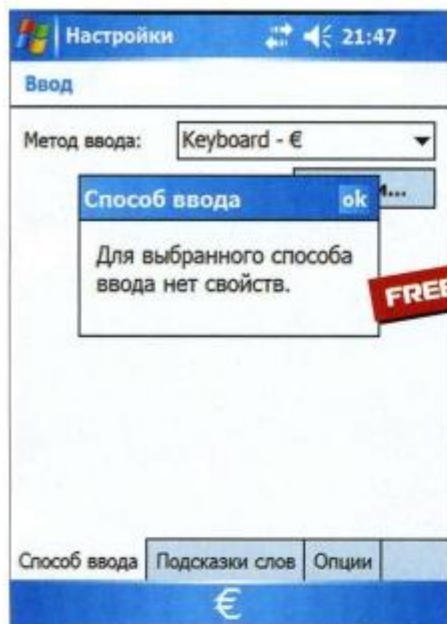 Настройки 21:47
Ввод
Метод ввода: Keyboard - €
Способ ввода ok
Для выбранного способа
ввода нет свойств.
FREE
Способ ввода Подсказки слов Опции
€